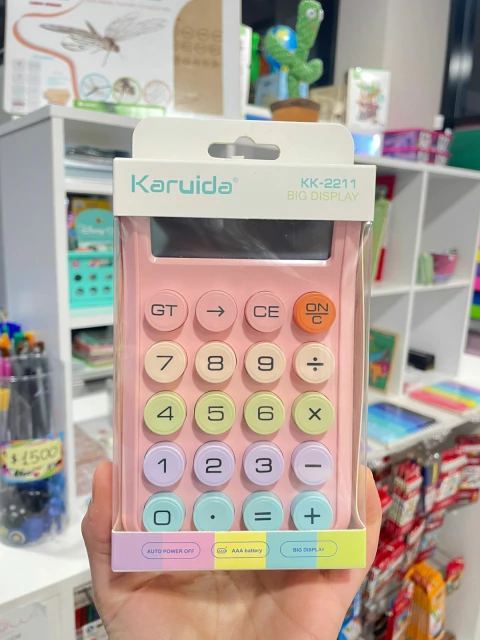 Karuida®
KK-2211
BIG DISPLAY
GT → CE ON/C
7 8 9 ÷
4 5 6 ×
1 2 3 −
0 · = +
AUTO POWER OFF
AAA battery
BIG DISPLAY
$1500